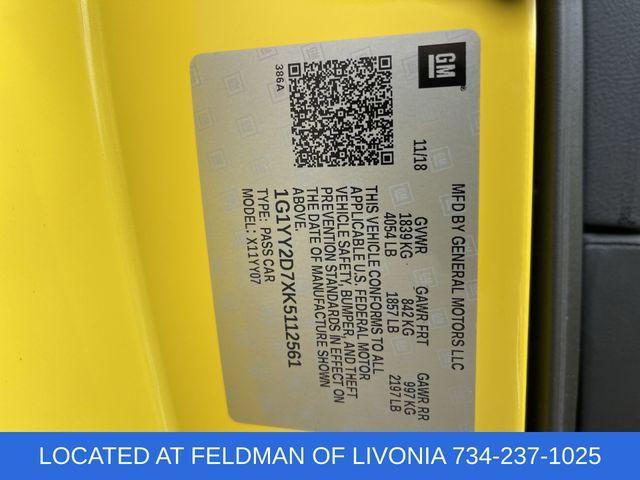 GM
386A
MFD BY GENERAL MOTORS LLC
11/18 GVWR GAWR FRT GAWR RR
1839 KG 842 KG 997 KG
4054 LB 1857 LB 2197 LB
THIS VEHICLE CONFORMS TO ALL
APPLICABLE U.S. FEDERAL MOTOR
VEHICLE SAFETY, BUMPER, AND THEFT
PREVENTION STANDARDS IN EFFECT ON
THE DATE OF MANUFACTURE SHOWN
ABOVE.
1G1YY2D7XK5112561
TYPE: PASS CAR
MODEL: X11YY07
LOCATED AT FELDMAN OF LIVONIA 734-237-1025